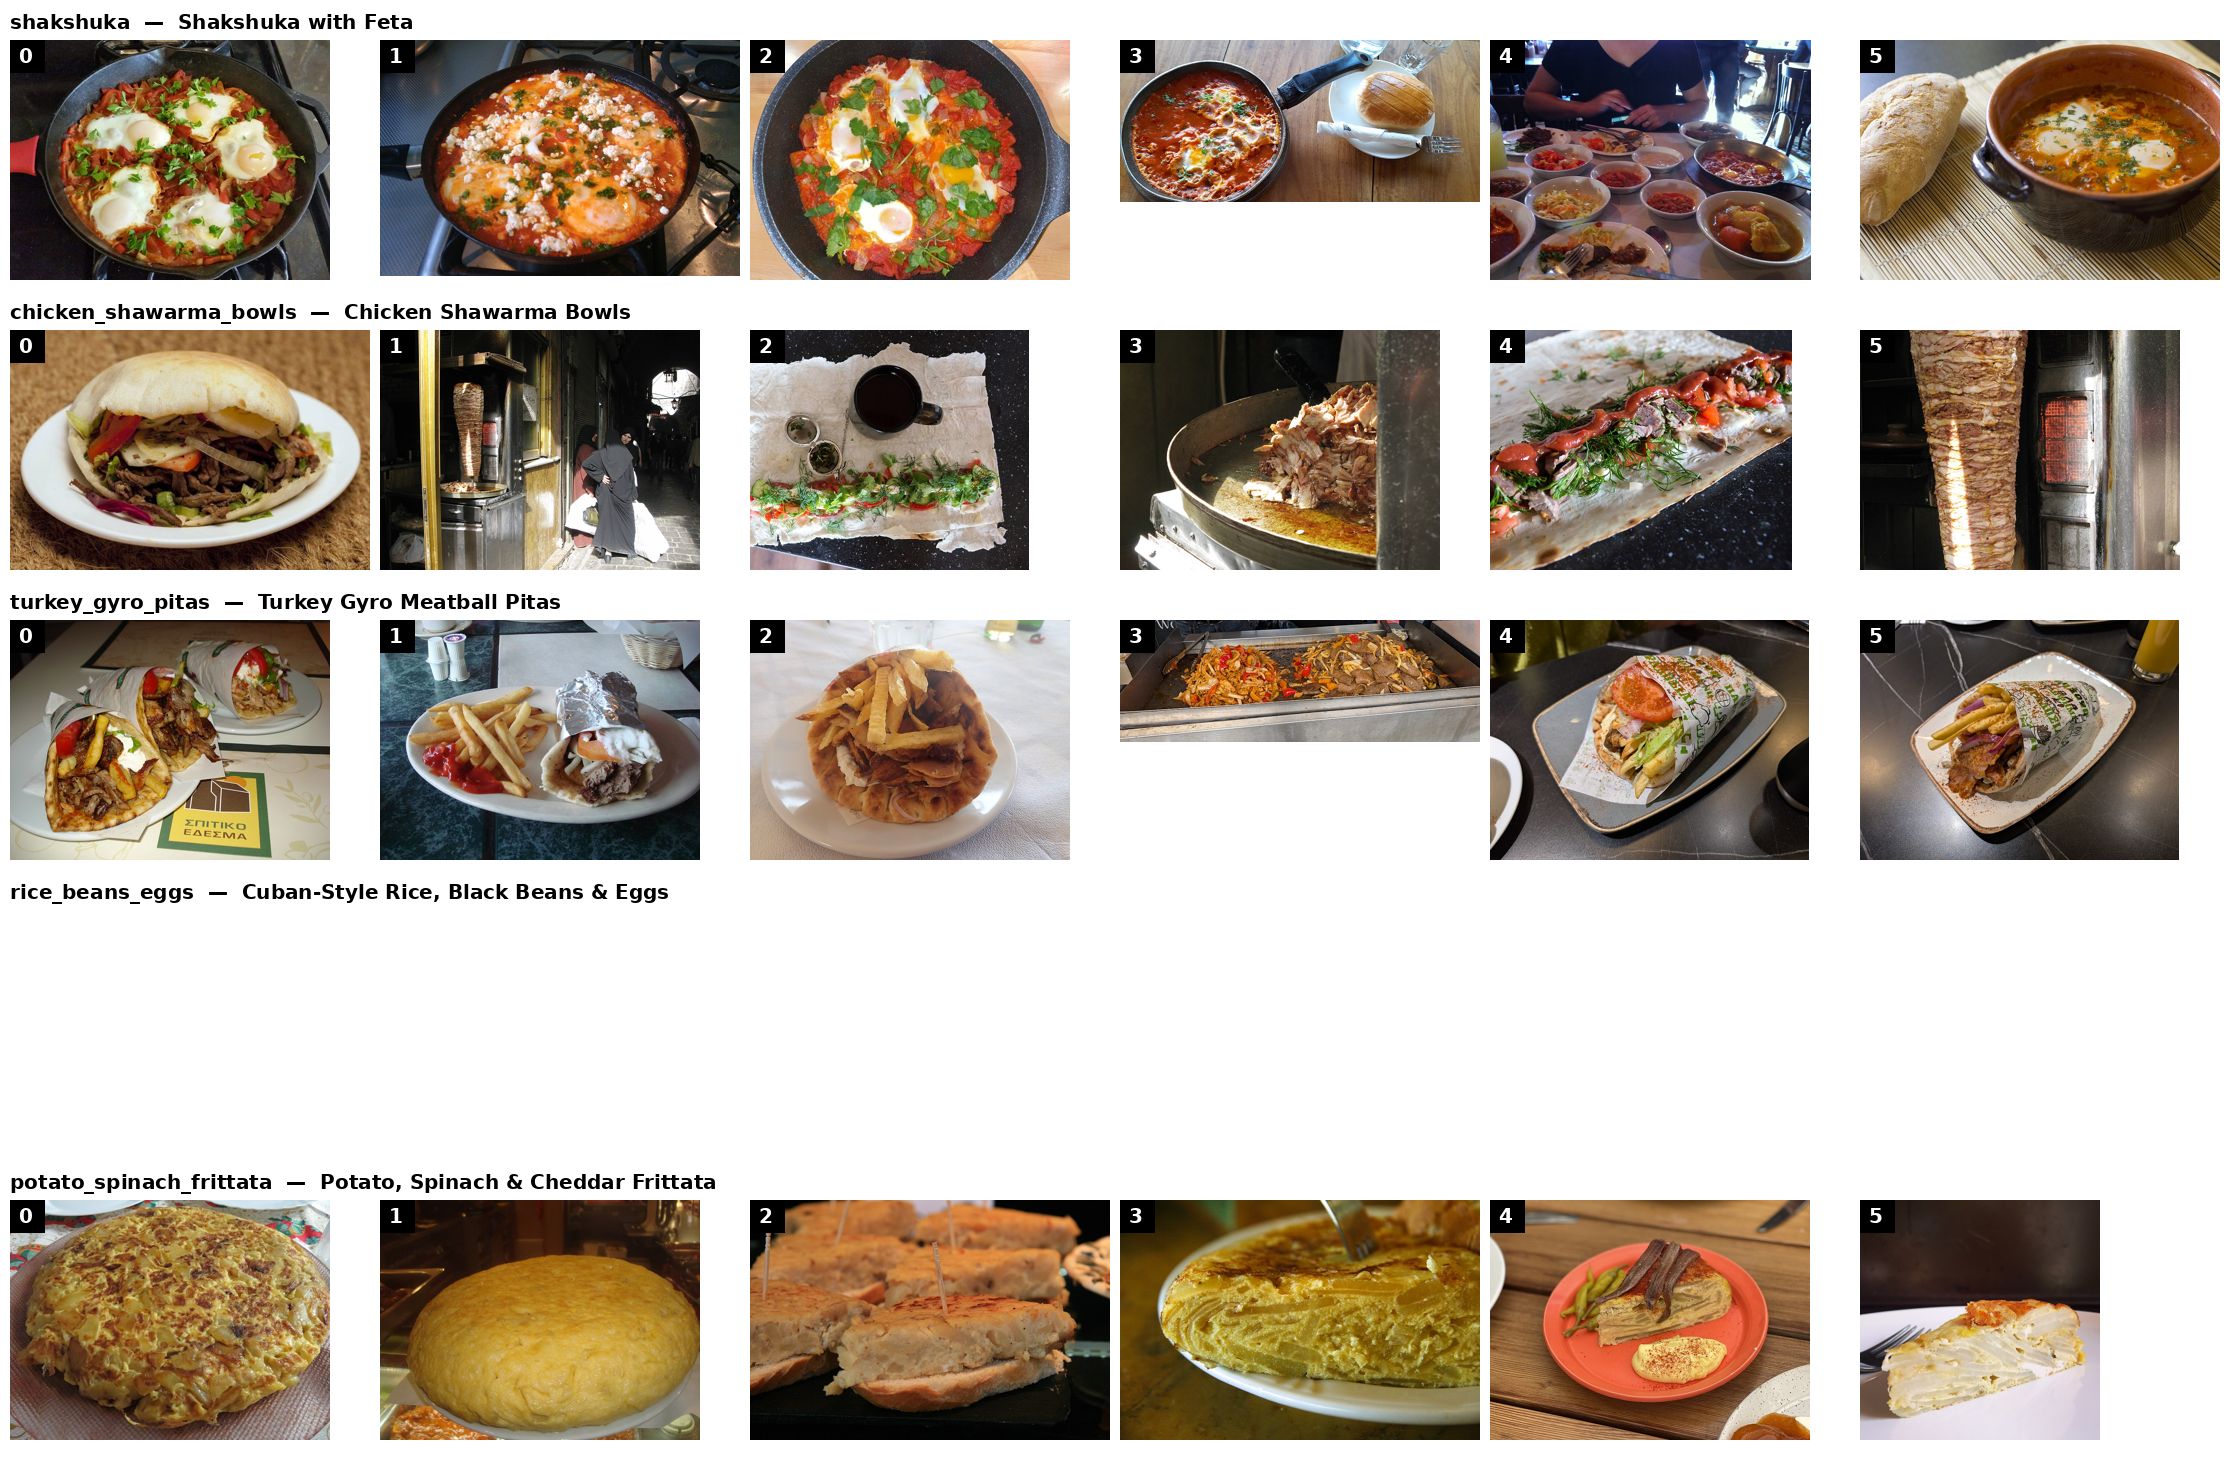 shakshuka — Shakshuka with Feta
0 1 2 3 4 5
chicken_shawarma_bowls — Chicken Shawarma Bowls
0 1 2 3 4 5
turkey_gyro_pitas — Turkey Gyro Meatball Pitas
0 1 2 3 4 5
ΣΠΙΤΙΚΟ
ΕΔΕΣΜΑ
rice_beans_eggs — Cuban-Style Rice, Black Beans & Eggs
potato_spinach_frittata — Potato, Spinach & Cheddar Frittata
0 1 2 3 4 5